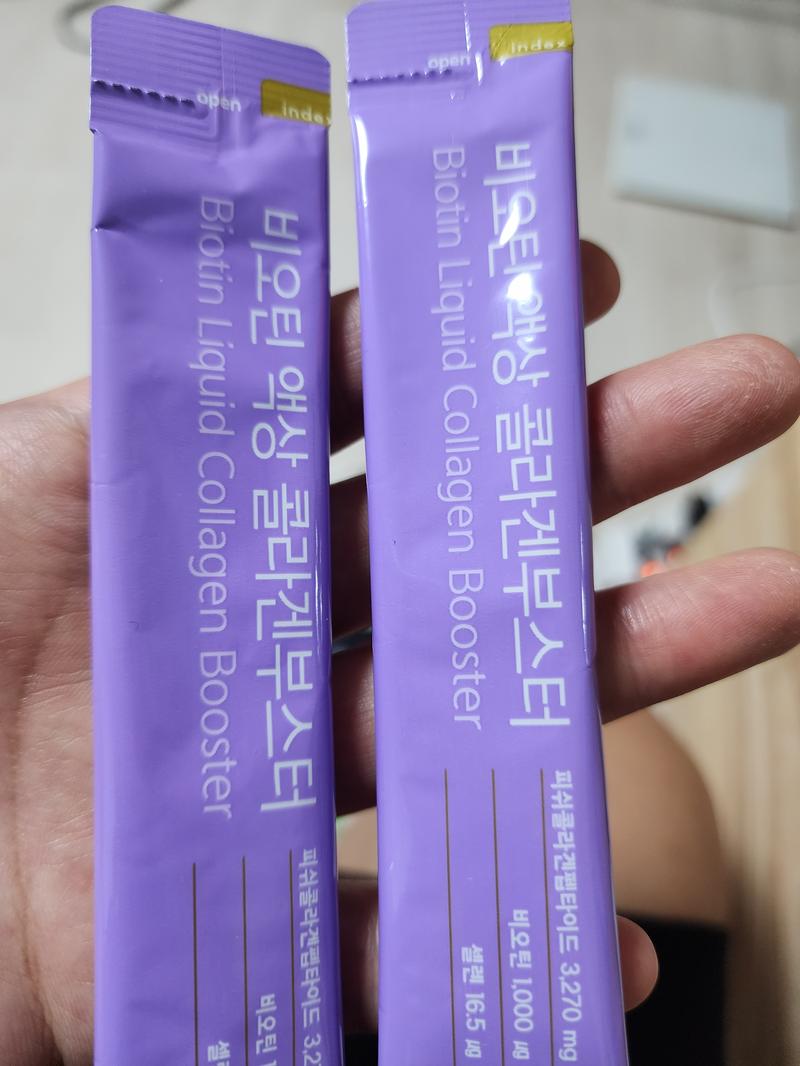 open
index
비오틴 액상 콜라겐부스터
Biotin Liquid Collagen Booster
피쉬콜라겐펩타이드 3,2
비오틴 1
셀레
open
index
비오틴 액상 콜라겐부스터
Biotin Liquid Collagen Booster
피쉬콜라겐펩타이드 3,270 mg
비오틴 1,000 µg
셀렌 16.5 µg